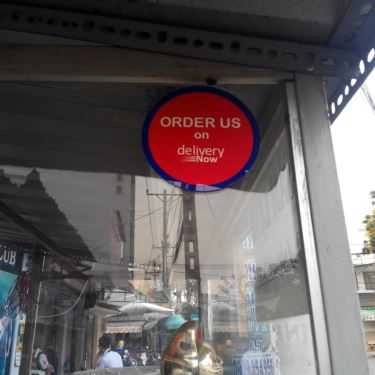 ORDER US
on
delivery
Now